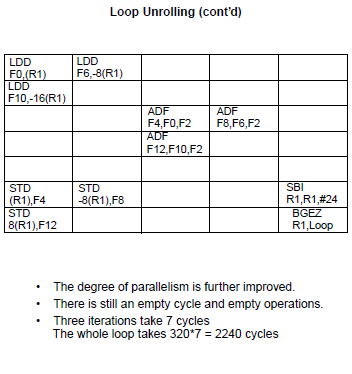 Loop Unrolling (cont'd)
LDD LDD
F0,(R1) F6,-8(R1)
LDD
F10,-16(R1)
ADF ADF
F4,F0,F2 F8,F6,F2
ADF
F12,F10,F2
STD STD SBI
(R1),F4 -8(R1),F8 R1,R1,#24
STD BGEZ
8(R1),F12 R1,Loop
• The degree of parallelism is further improved.
• There is still an empty cycle and empty operations.
• Three iterations take 7 cycles
The whole loop takes 320*7 = 2240 cycles